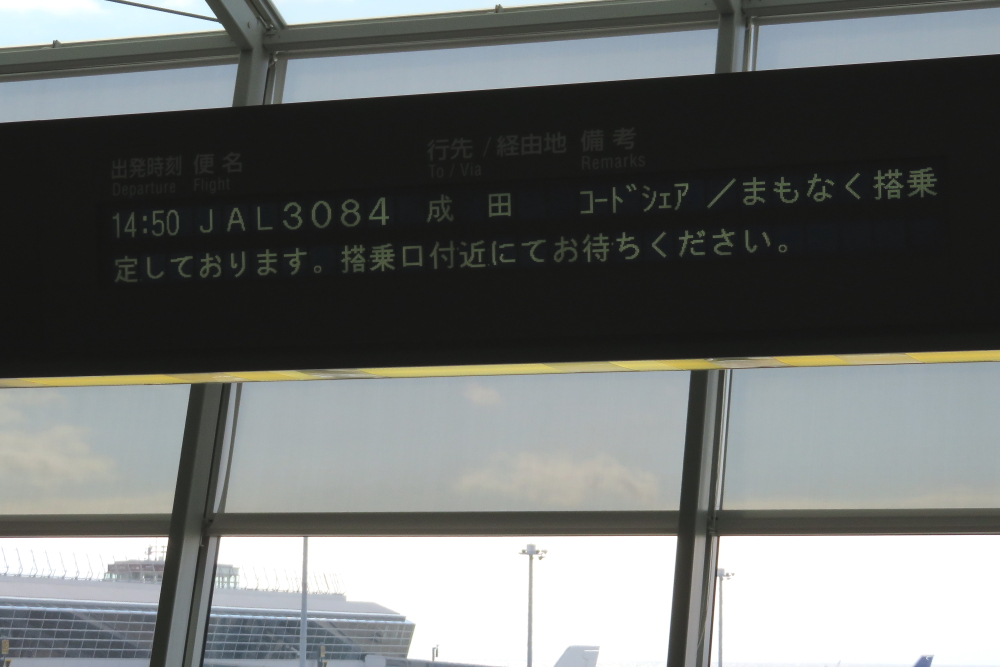 出発時刻 便名 行先/経由地 備考
Departure Flight To / Via Remarks
14:50 JAL3084 成 田 コードシェア /まもなく搭乗
定しております。搭乗口付近にてお待ちください。